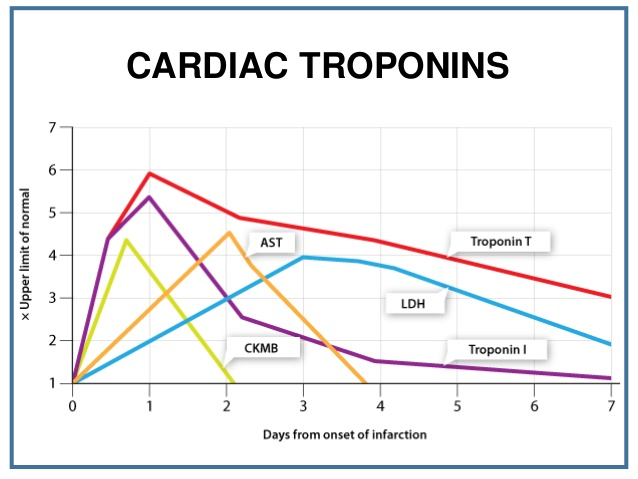 CARDIAC TROPONINS
7
6
5
4
3
2
1
× Upper limit of normal
AST
Troponin T
LDH
CKMB
Troponin I
0 1 2 3 4 5 6 7
Days from onset of infarction